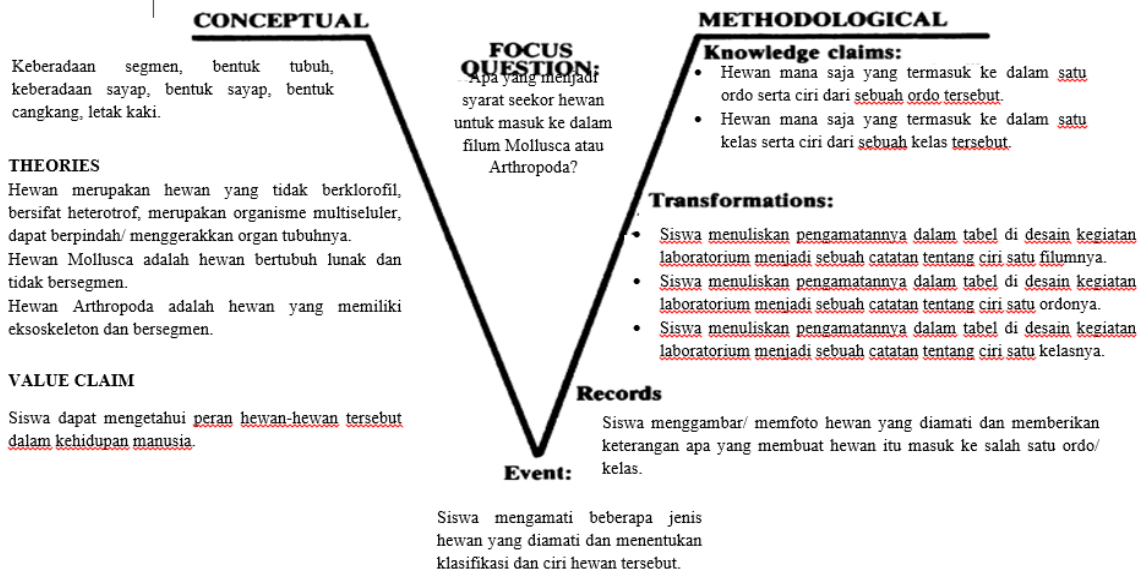 CONCEPTUAL
Keberadaan segmen, bentuk tubuh,
keberadaan sayap, bentuk sayap, bentuk
cangkang, letak kaki.
THEORIES
Hewan merupakan hewan yang tidak berklorofil,
bersifat heterotrof, merupakan organisme multiseluler,
dapat berpindah/ menggerakkan organ tubuhnya.
Hewan Mollusca adalah hewan bertubuh lunak dan
tidak bersegmen.
Hewan Arthropoda adalah hewan yang memiliki
eksoskeleton dan bersegmen.
VALUE CLAIM
Siswa dapat mengetahui peran hewan-hewan tersebut
dalam kehidupan manusia.
FOCUS
QUESTION:
Apa yang menjadi
syarat seekor hewan
untuk masuk ke dalam
filum Mollusca atau
Arthropoda?
METHODOLOGICAL
Knowledge claims:
• Hewan mana saja yang termasuk ke dalam satu
ordo serta ciri dari sebuah ordo tersebut.
• Hewan mana saja yang termasuk ke dalam satu
kelas serta ciri dari sebuah kelas tersebut.
Transformations:
• Siswa menuliskan pengamatannya dalam tabel di desain kegiatan
laboratorium menjadi sebuah catatan tentang ciri satu filumnya.
• Siswa menuliskan pengamatannya dalam tabel di desain kegiatan
laboratorium menjadi sebuah catatan tentang ciri satu ordonya.
• Siswa menuliskan pengamatannya dalam tabel di desain kegiatan
laboratorium menjadi sebuah catatan tentang ciri satu kelasnya.
Records
Siswa menggambar/ memfoto hewan yang diamati dan memberikan
keterangan apa yang membuat hewan itu masuk ke salah satu ordo/
kelas.
Event:
Siswa mengamati beberapa jenis
hewan yang diamati dan menentukan
klasifikasi dan ciri hewan tersebut.